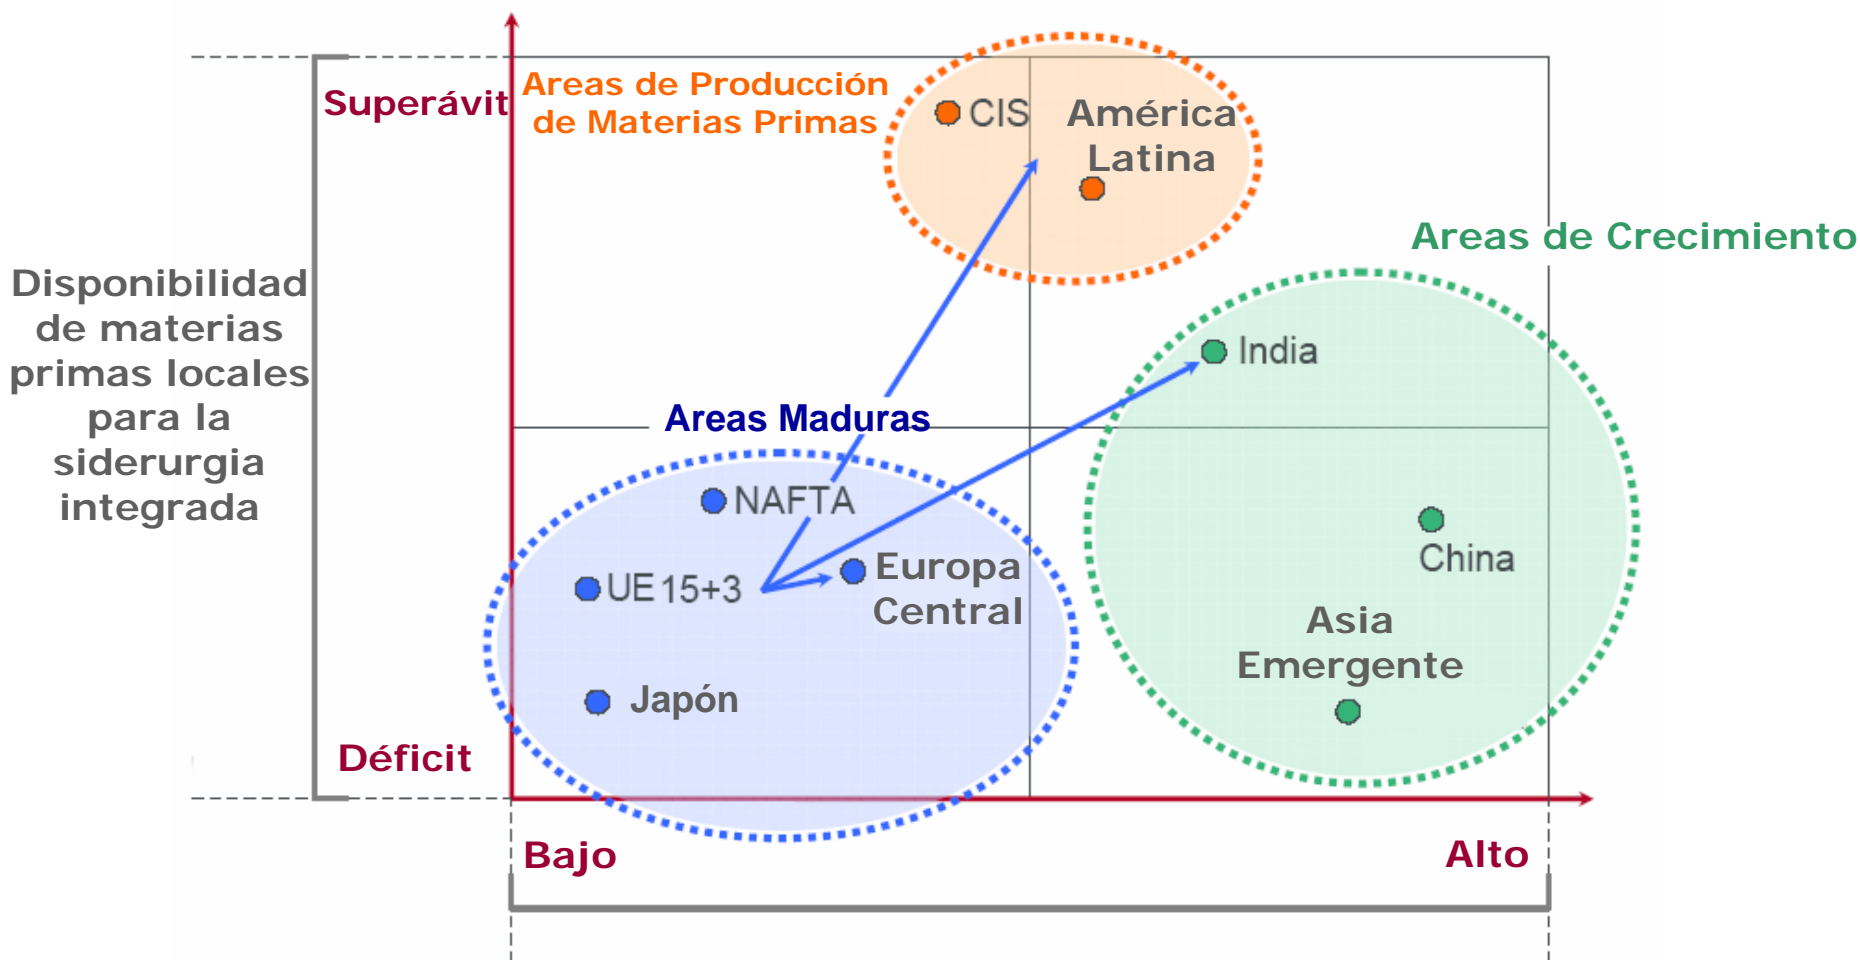 Superávit
Areas de Producción
de Materias Primas
CIS
América
Latina
Areas de Crecimiento
Disponibilidad
de materias
primas locales
para la
siderurgia
integrada
India
Areas Maduras
NAFTA
China
UE 15+3
Europa
Central
Asia
Emergente
Japón
Déficit
Bajo
Alto